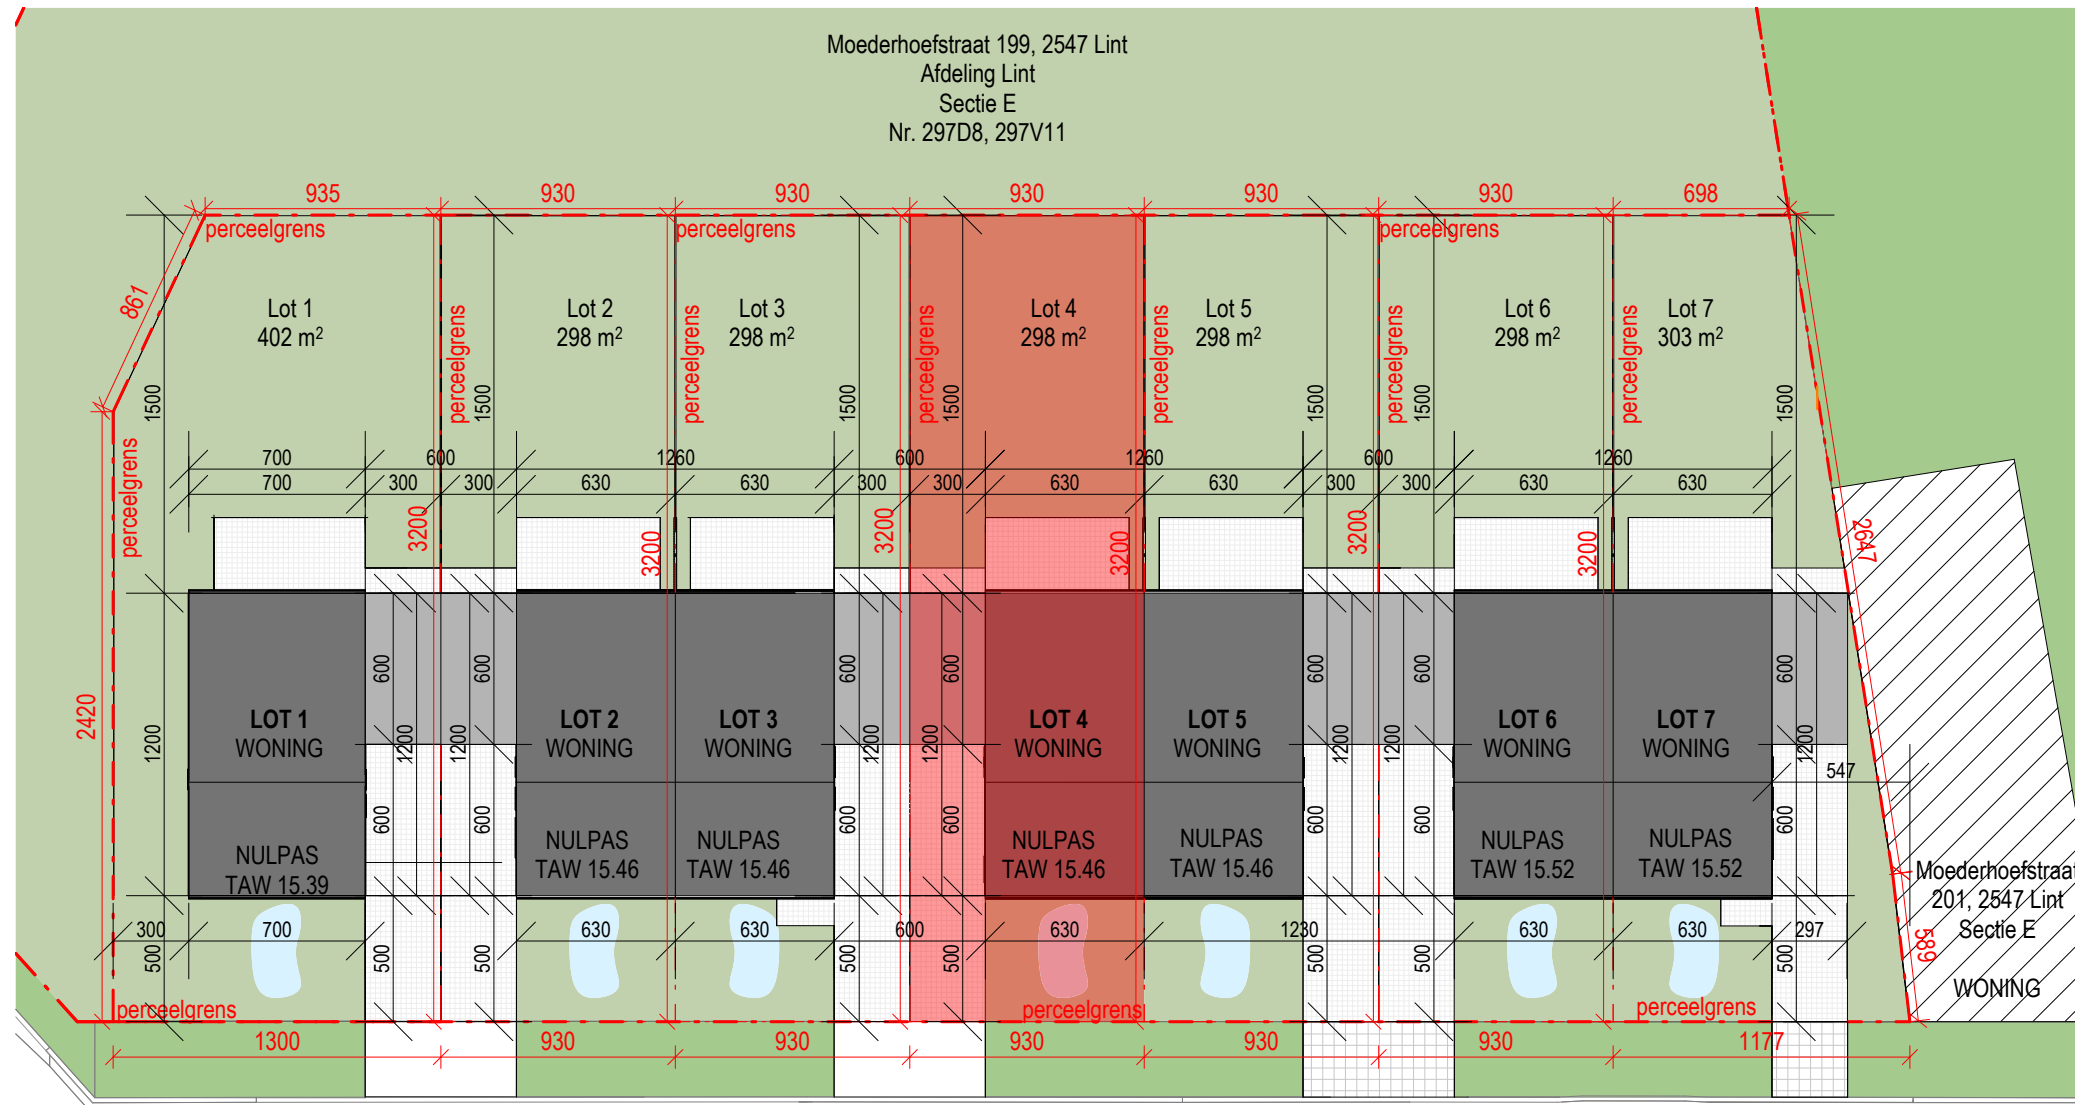 Moederhoefstraat 199, 2547 Lint
Afdeling Lint
Sectie E
Nr. 297D8, 297V11
935 930 930 930 930 930 698
perceelgrens perceelgrens perceelgrens
861
Lot 1
402 m²
Lot 2
298 m²
Lot 3
298 m²
Lot 4
298 m²
Lot 5
298 m²
Lot 6
298 m²
Lot 7
303 m²
perceelgrens perceelgrens perceelgrens perceelgrens perceelgrens perceelgrens perceelgrens
1500 1500 1500 1500 1500 1500 1500
700 600 1260 600 1260 600 1260
700 300 300 630 630 300 300 630 630 300 300 630 630
3200 3200 3200 3200 3200 3200
2647
2420
1200
600 600 600 600 600 600 600
LOT 1
WONING
LOT 2
WONING
LOT 3
WONING
LOT 4
WONING
LOT 5
WONING
LOT 6
WONING
LOT 7
WONING
1200 1200 1200 1200 1200 1200 1200
547
600 600 600 600 600 600 600
NULPAS
TAW 15.39
NULPAS
TAW 15.46
NULPAS
TAW 15.46
NULPAS
TAW 15.46
NULPAS
TAW 15.46
NULPAS
TAW 15.52
NULPAS
TAW 15.52
Moederhoefstraat
201, 2547 Lint
Sectie E
WONING
300 700 630 630 600 630 1230 630 630 297
500 500 500 500 500 500 500 500
589
perceelgrens perceelgrens perceelgrens
1300 930 930 930 930 930 1177